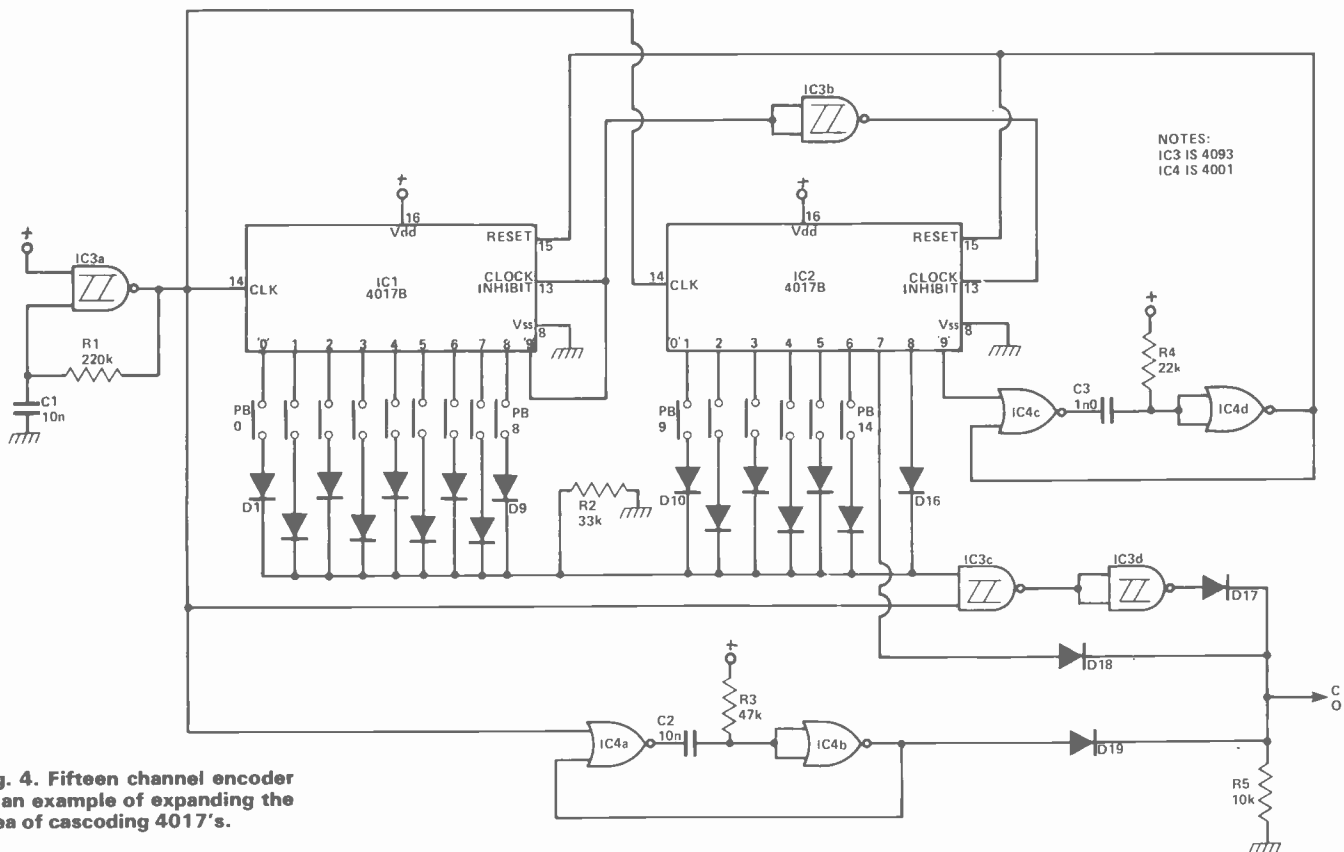 IC3b
NOTES:
IC3 IS 4093
IC4 IS 4001
+
+
16
Vdd
RESET
15
IC1
4017B
14
CLK
CLOCK
INHIBIT
13
Vss
8
'0' 1 2 3 4 5 6 7 8 '9'
+
IC3a
R1
220k
C1
10n
16
Vdd
RESET
15
IC2
4017B
14
CLK
CLOCK
INHIBIT
13
Vss
8
'0' 1 2 3 4 5 6 7 8 '9'
+
R4
22k
C3
1n0
IC4c
IC4d
PB
0
PB
8
PB
9
PB
14
D1
D9
R2
33k
D10
D16
IC3c
IC3d
D17
D18
+
R3
47k
C2
10n
IC4a
IC4b
D19
C
O
R5
10k
g. 4. Fifteen channel encoder
an example of expanding the
ea of cascoding 4017's.